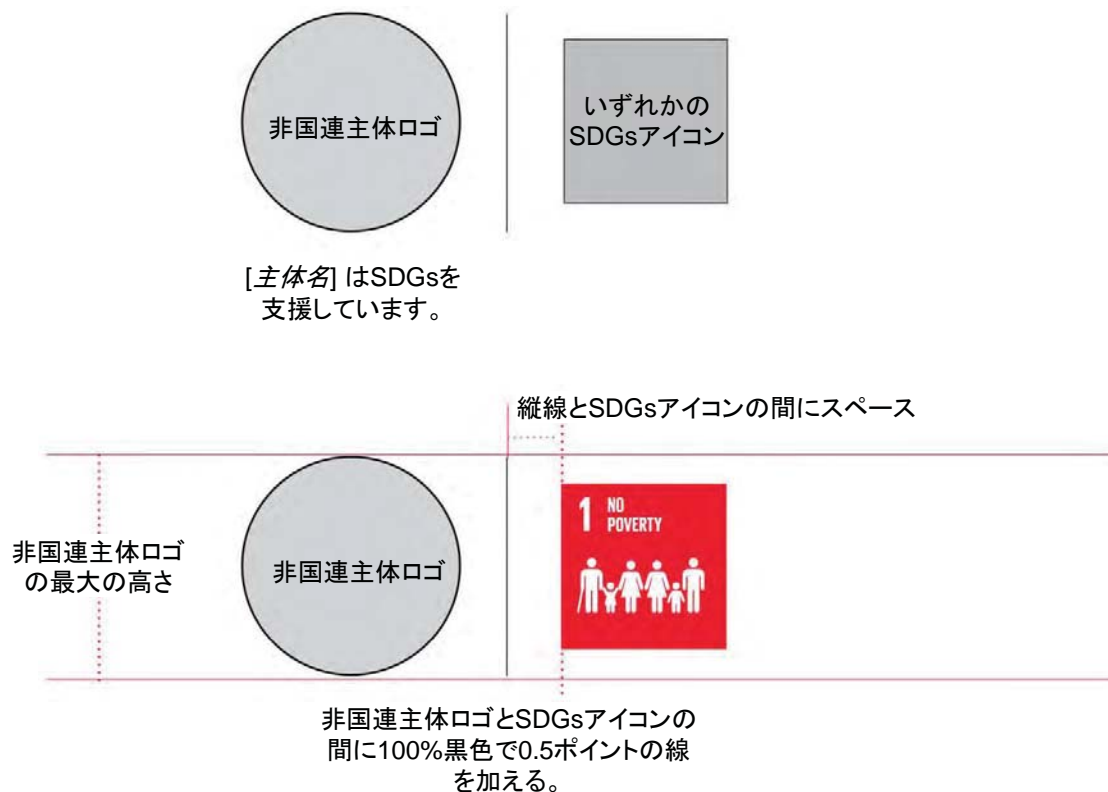 非国連主体ロゴ
いずれかの
SDGsアイコン
[主体名] はSDGsを
支援しています。
縦線とSDGsアイコンの間にスペース
非国連主体ロゴ
の最大の高さ
非国連主体ロゴ
1 NO
POVERTY
非国連主体ロゴとSDGsアイコンの
間に100%黒色で0.5ポイントの線
を加える。